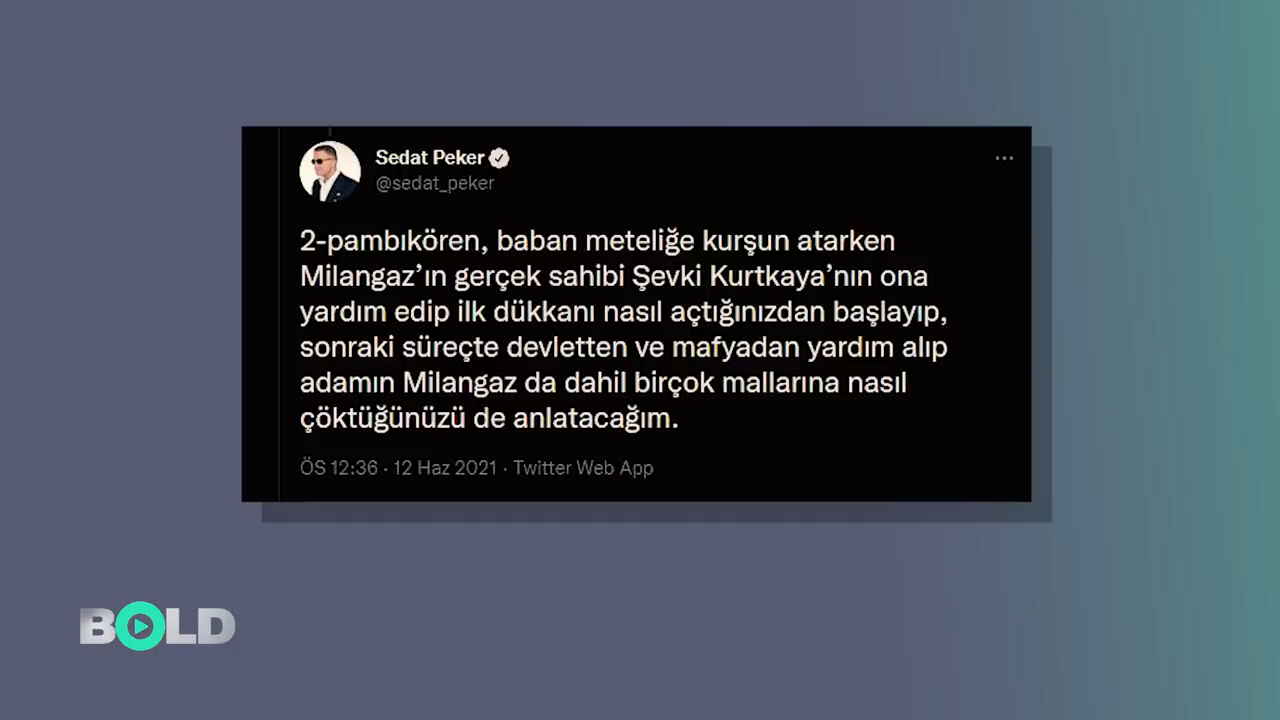 Sedat Peker
@sedat_peker
2-pambıkören, baban meteliğe kurşun atarken
Milangaz’ın gerçek sahibi Şevki Kurtkaya’nın ona
yardım edip ilk dükkanı nasıl açtığınızdan başlayıp,
sonraki süreçte devletten ve mafyadan yardım alıp
adamın Milangaz da dahil birçok mallarına nasıl
çöktüğünüzü de anlatacağım.
ÖS 12:36 · 12 Haz 2021 · Twitter Web App
BOLD